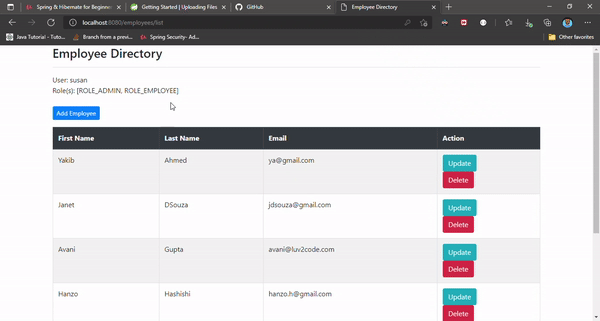 Spring & Hibernate for Beginner
Getting Started | Uploading Files
GitHub
Employee Directory
localhost:8080/employees/list
Java Tutorial - Tuto...
Branch from a previ...
Spring Security- Ad...
Other favorites
Employee Directory
User: susan
Role(s): [ROLE_ADMIN, ROLE_EMPLOYEE]
Add Employee
First Name Last Name Email Action
Yakib Ahmed ya@gmail.com Update
Delete
Janet DSouza jdsouza@gmail.com Update
Delete
Avani Gupta avani@luv2code.com Update
Delete
Hanzo Hashishi hanzo.h@gmail.com Update
Delete